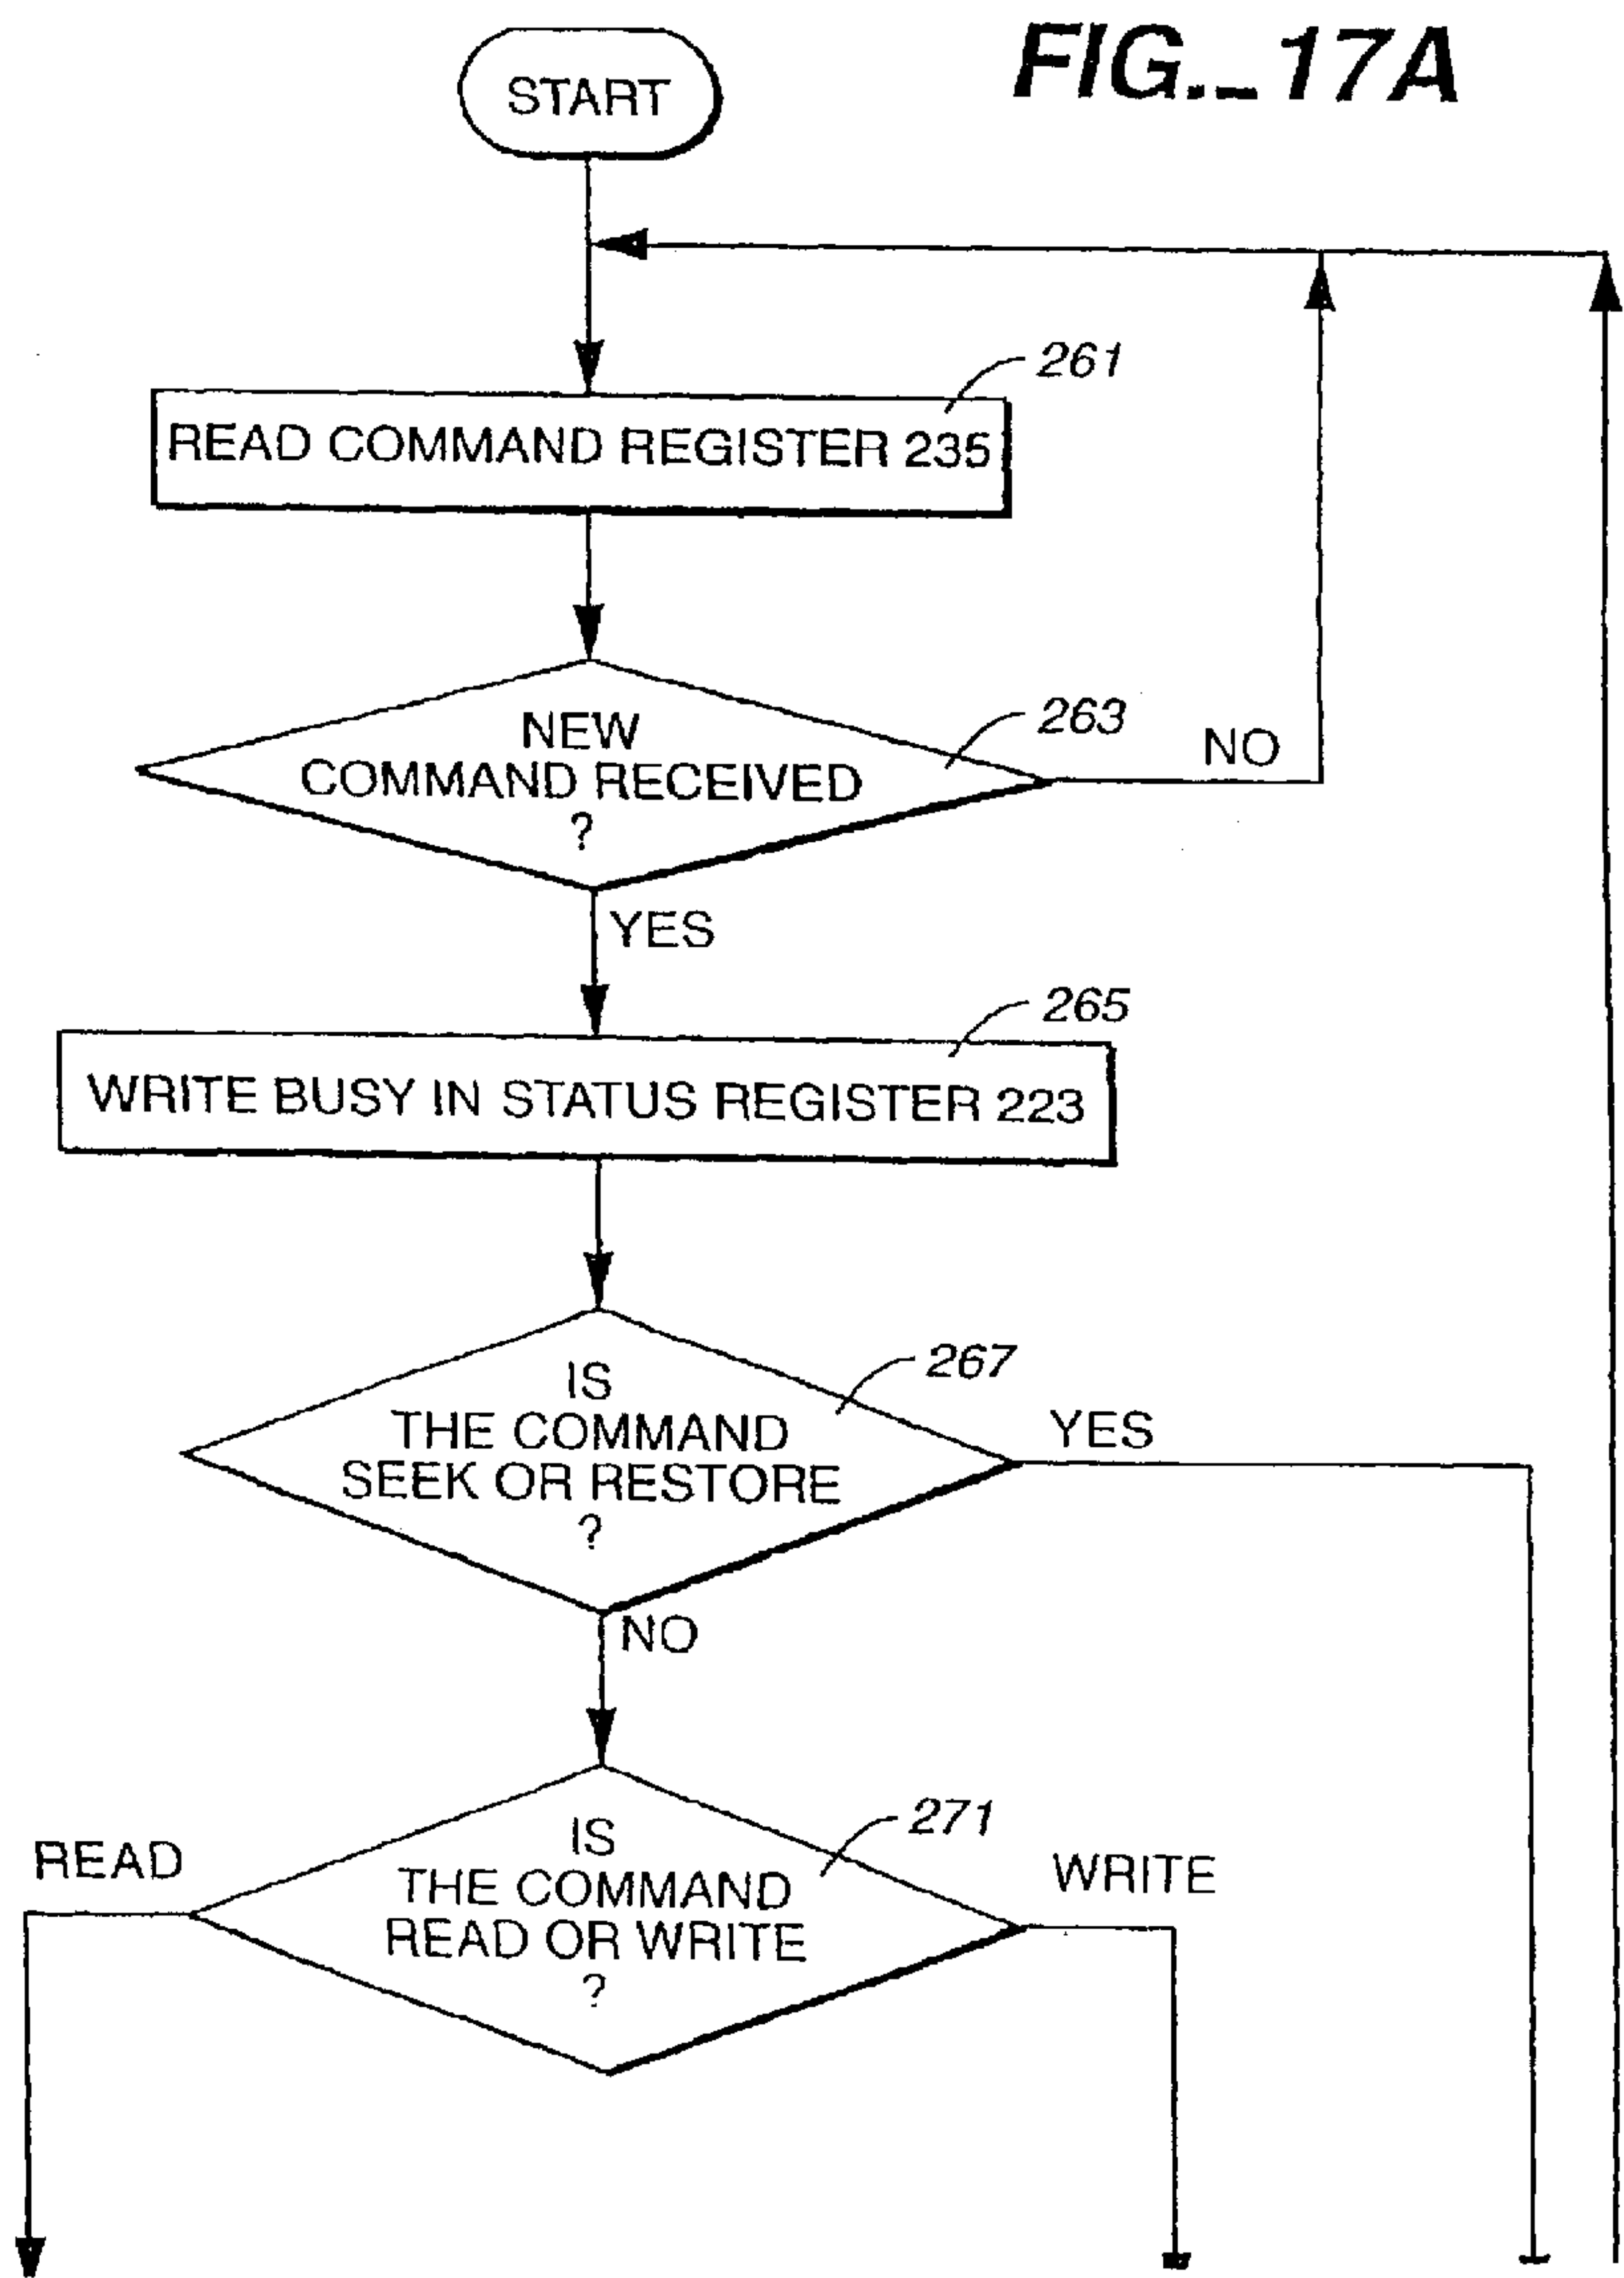 FIG._17A
START
261
READ COMMAND REGISTER 235
263
NEW
COMMAND RECEIVED
?
NO
YES
265
WRITE BUSY IN STATUS REGISTER 223
267
IS
THE COMMAND
SEEK OR RESTORE
?
YES
NO
271
READ
IS
THE COMMAND
READ OR WRITE
?
WRITE